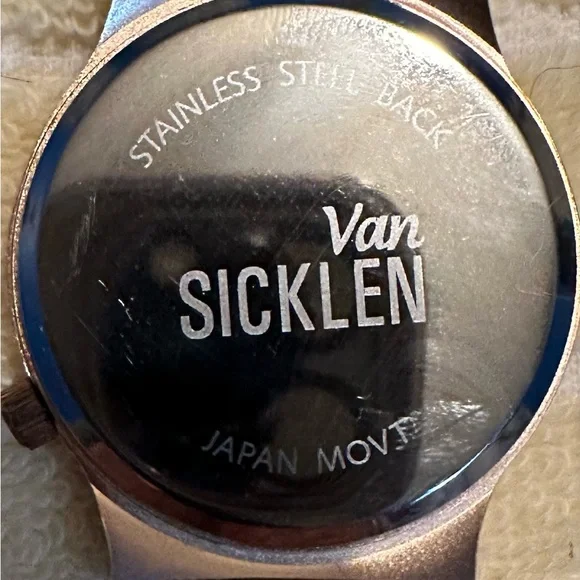 STAINLESS STEEL BACK
Van
SICKLEN
JAPAN MOVT